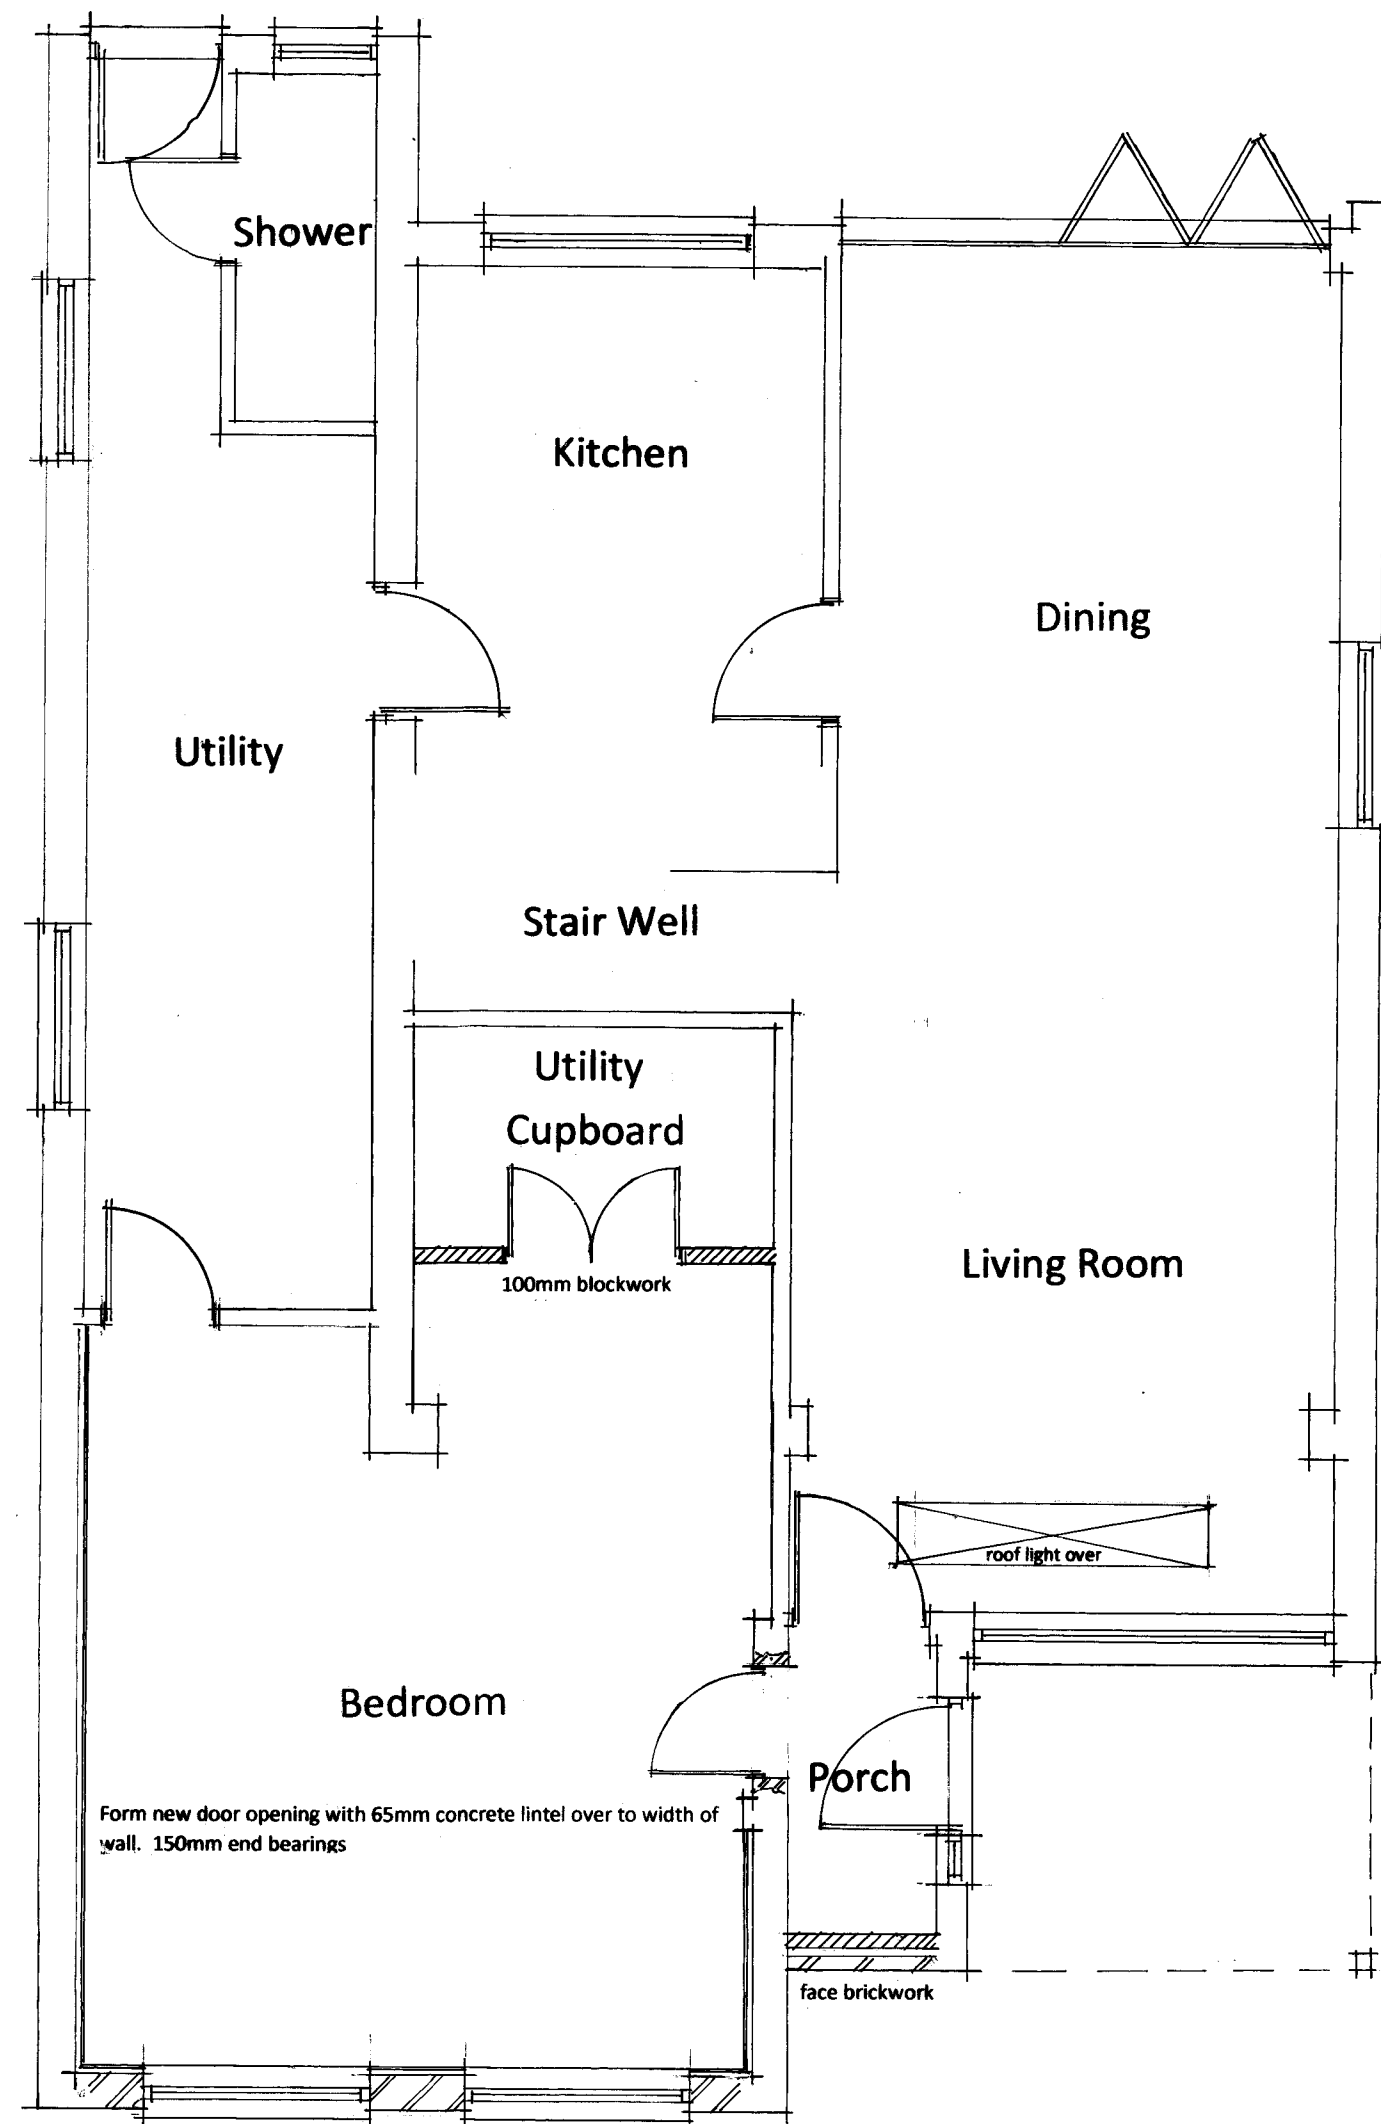 Shower
Kitchen
Dining
Utility
Stair Well
Utility
Cupboard
100mm blockwork
Living Room
roof light over
Bedroom
Porch
Form new door opening with 65mm concrete lintel over to width of
wall. 150mm end bearings
face brickwork